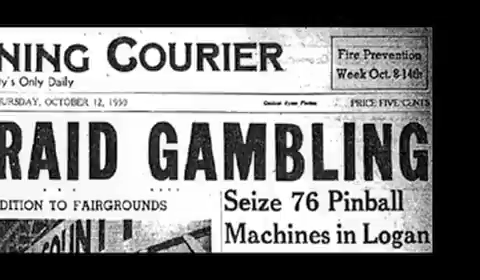 NING COURIER
y's Only Daily
Fire Prevention
Week Oct. 8-14th
URSDAY, OCTOBER 12, 1950
PRICE FIVE CENTS
RAID GAMBLING
DITION TO FAIRGROUNDS
Seize 76 Pinball
Machines in Logan
COUN